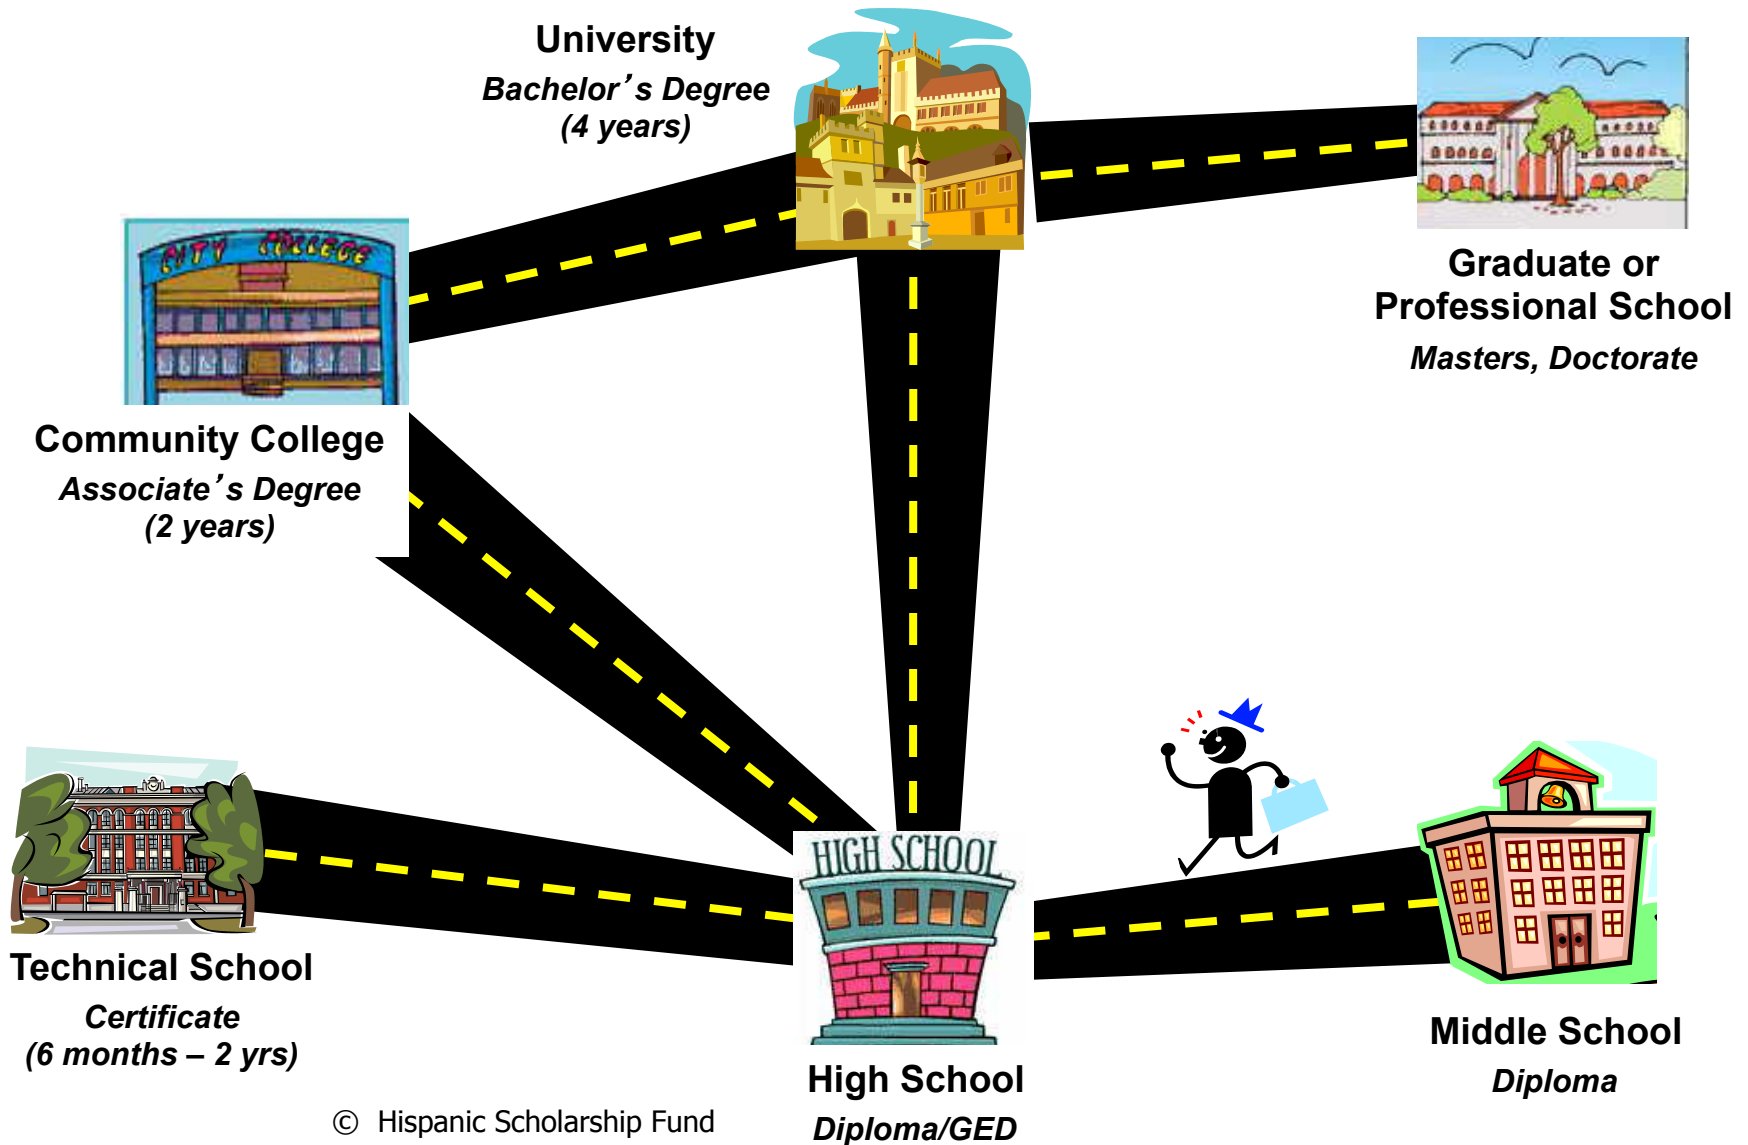 University
Bachelor’s Degree
(4 years)
CITY COLLEGE
Graduate or
Professional School
Masters, Doctorate
Community College
Associate’s Degree
(2 years)
HIGH SCHOOL
Technical School
Certificate
(6 months – 2 yrs)
Middle School
Diploma
High School
Diploma/GED
© Hispanic Scholarship Fund